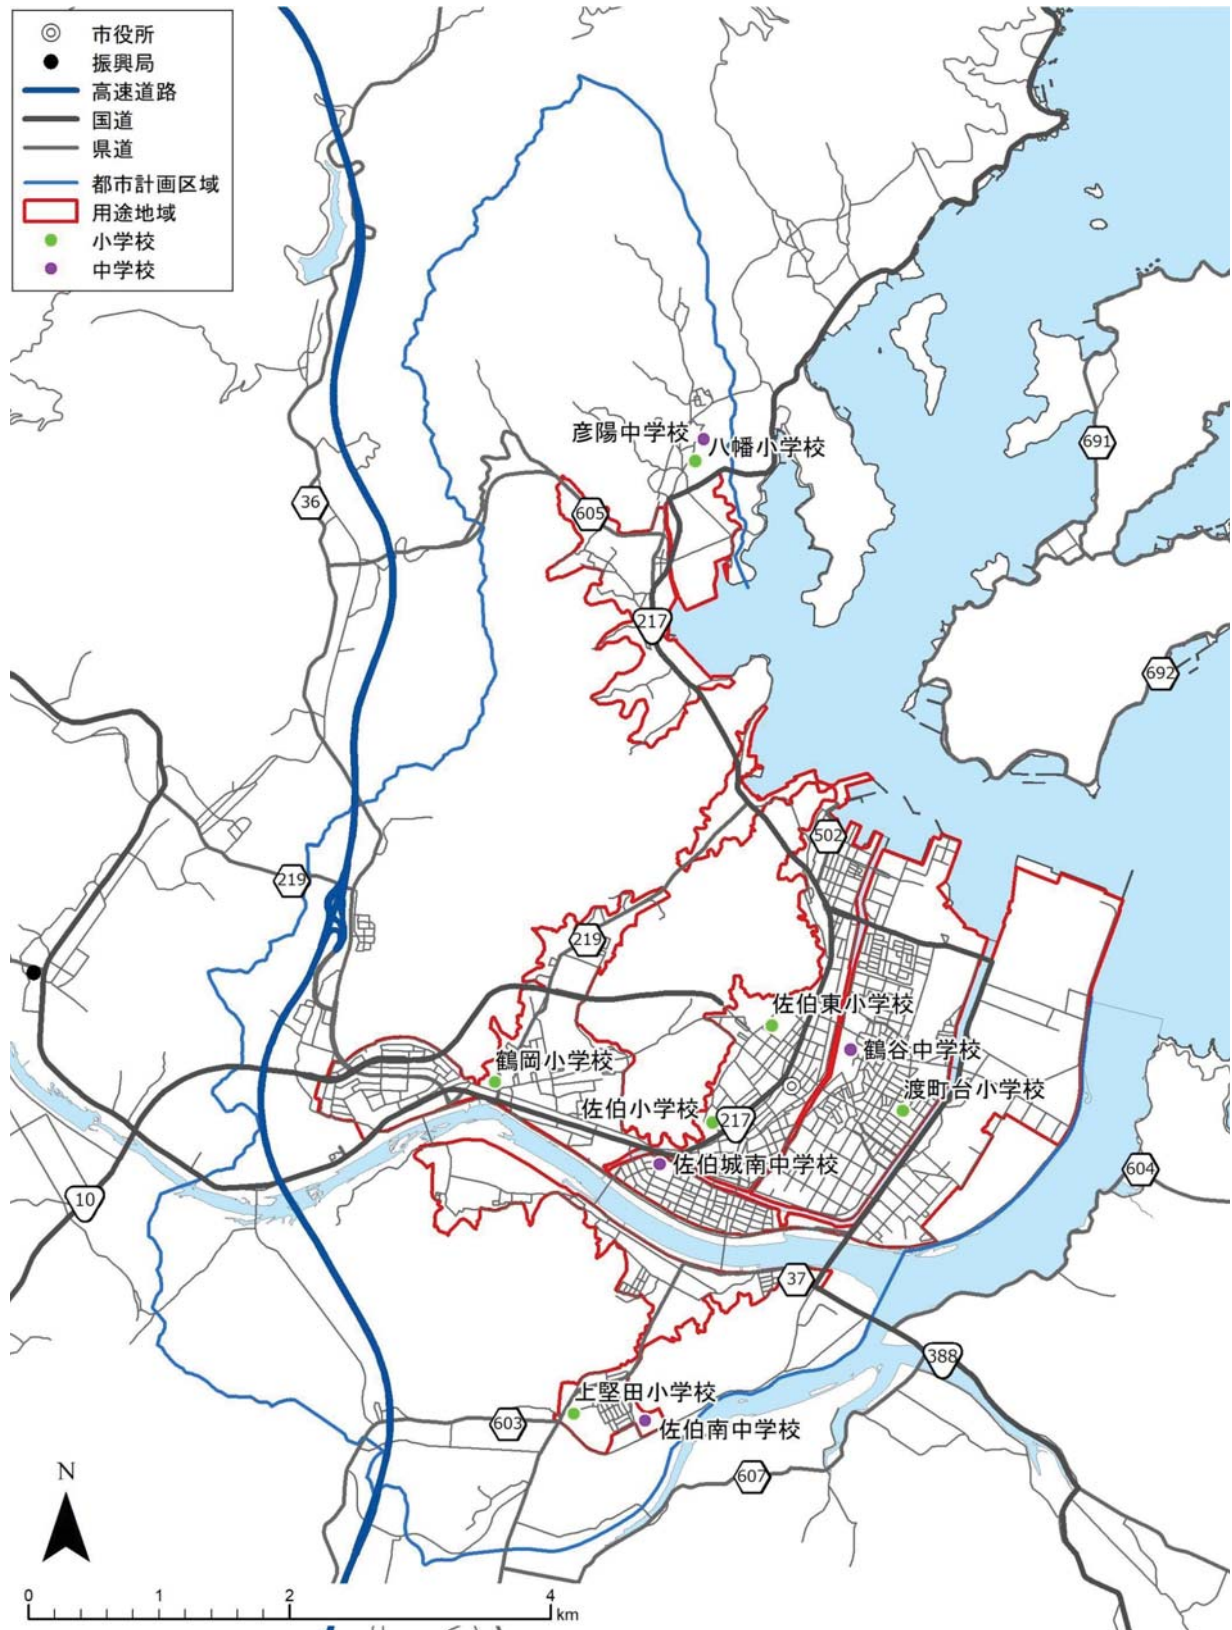 市役所
振興局
高速道路
国道
県道
都市計画区域
用途地域
小学校
中学校
彦陽中学校
八幡小学校
691
36
605
217
692
502
219
219
佐伯東小学校
鶴谷中学校
鶴岡小学校
渡町台小学校
佐伯小学校
217
佐伯城南中学校
604
10
37
388
上堅田小学校
603
佐伯南中学校
607
N
0 1 2 4
km